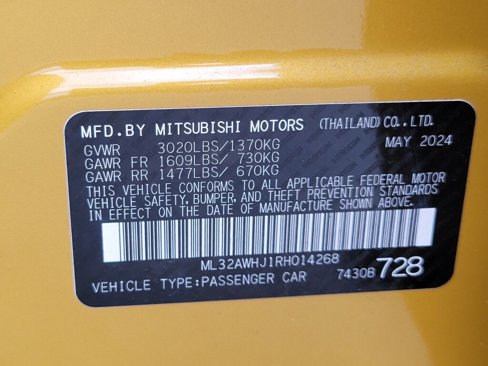 MFD.BY MITSUBISHI MOTORS (THAILAND) CO.,LTD.
GVWR 3020LBS/1370KG MAY 2024
GAWR FR 1609LBS/ 730KG
GAWR RR 1477LBS/ 670KG
THIS VEHICLE CONFORMS TO ALL APPLICABLE FEDERAL MOTOR
VEHICLE SAFETY, BUMPER, AND THEFT PREVENTION STANDARDS
IN EFFECT ON THE DATE OF MANUFACTURE SHOWN ABOVE.
ML32AWHJ1RH014268
VEHICLE TYPE:PASSENGER CAR 7430B 728